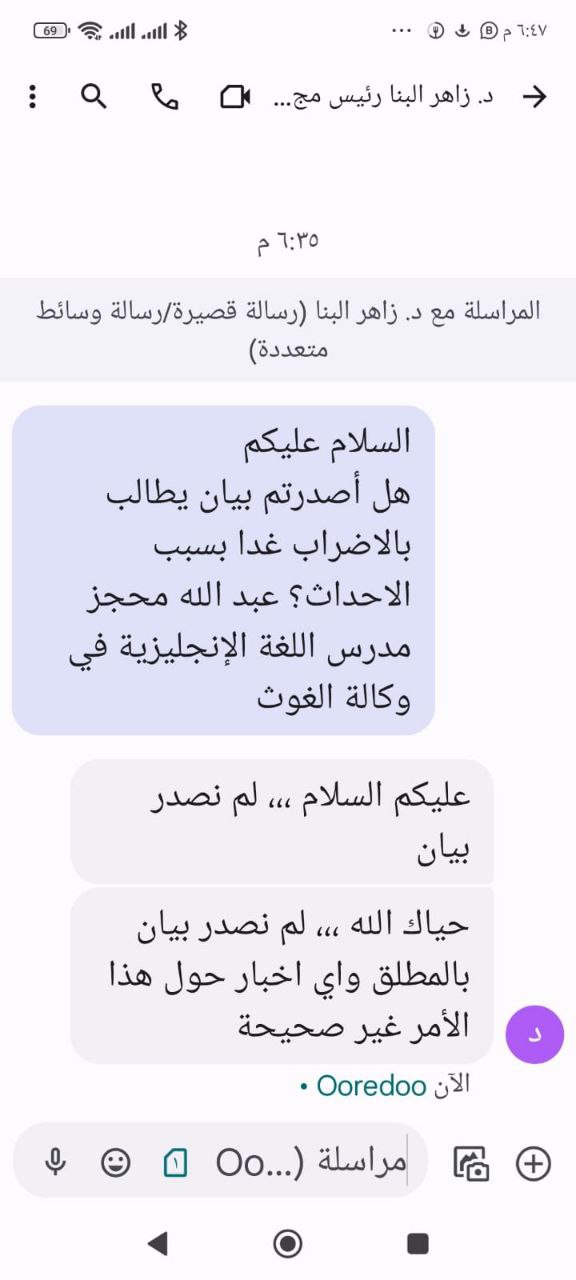 ٦:٤٧ م
69
د. زاهر البنا رئيس مج...
٦:٣٥ م
المراسلة مع د. زاهر البنا (رسالة قصيرة/رسالة وسائط
متعددة)
السلام عليكم
هل أصدرتم بيان يطالب
بالاضراب غدا بسبب
الاحداث؟ عبد الله محجز
مدرس اللغة الإنجليزية في
وكالة الغوث
عليكم السلام ،،، لم نصدر
بيان
حياك الله ،،، لم نصدر بيان
بالمطلق واي اخبار حول هذا
الأمر غير صحيحة
د
الآن • Ooredoo
مراسلة (...Oo
١